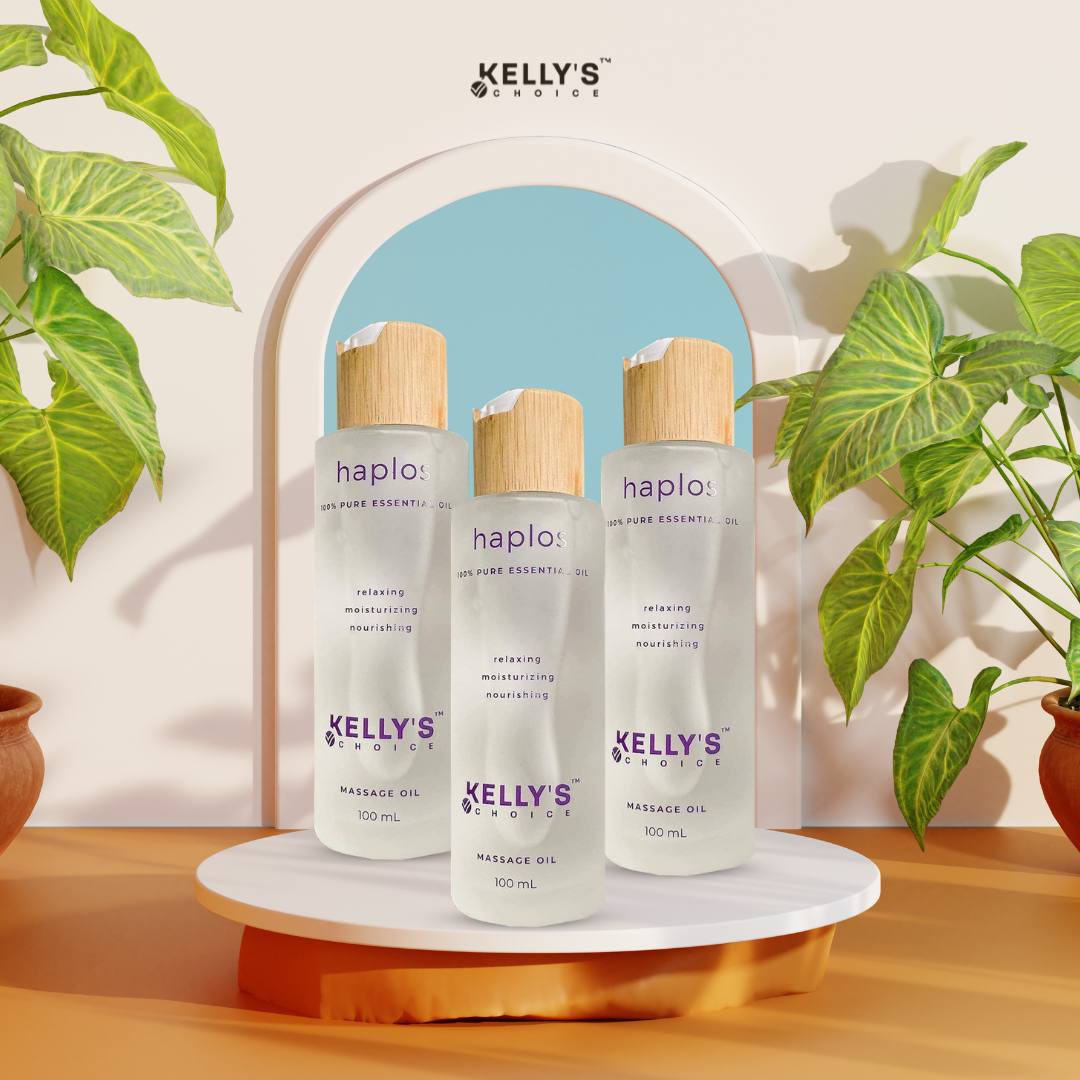 KELLY'S™
CHOICE
haplos
100% PURE ESSENTIAL OIL
relaxing
moisturizing
nourishing
KELLY'S™
CHOICE
MASSAGE OIL
100 mL
haplos
100% PURE ESSENTIAL OIL
relaxing
moisturizing
nourishing
KELLY'S™
CHOICE
MASSAGE OIL
100 mL
haplos
100% PURE ESSENTIAL OIL
relaxing
moisturizing
nourishing
KELLY'S™
CHOICE
MASSAGE OIL
100 mL